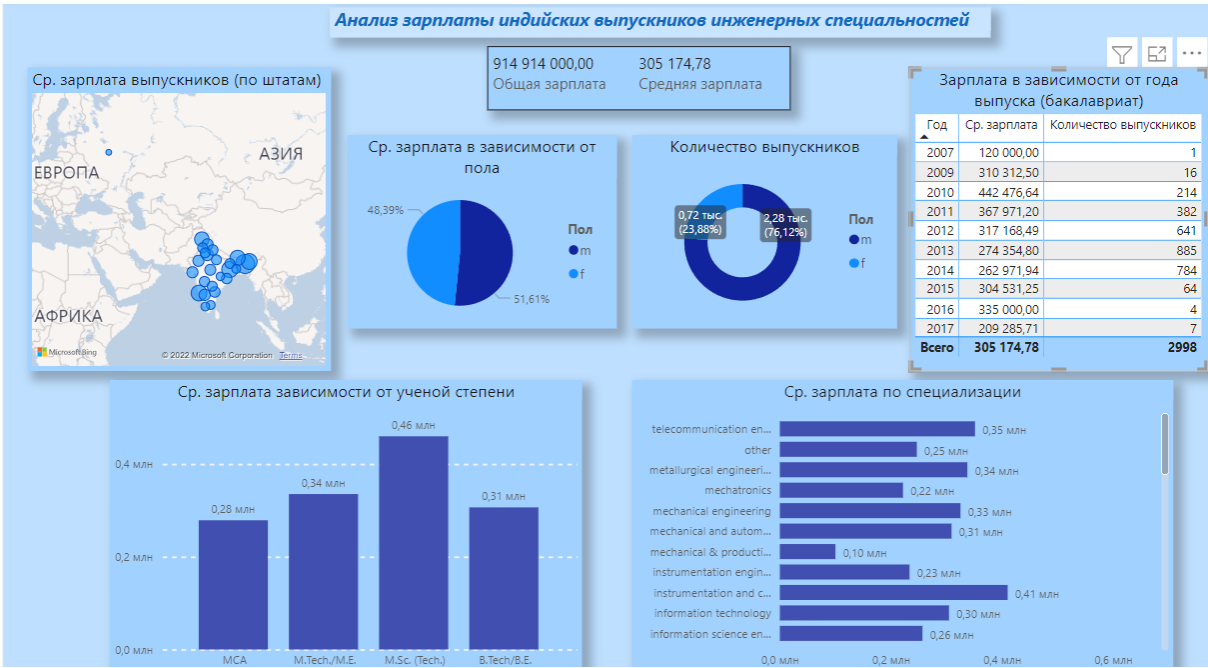 Анализ зарплаты индийских выпускников инженерных специальностей
914 914 000,00 305 174,78
Общая зарплата Средняя зарплата
Ср. зарплата выпускников (по штатам)
ЕВРОПА
АЗИЯ
АФРИКА
Microsoft Bing
© 2022 Microsoft Corporation Terms
Ср. зарплата в зависимости от
пола
48,39%
51,61%
Пол
m
f
Количество выпускников
0,72 тыс.
(23,88%)
2,28 тыс.
(76,12%)
Пол
m
f
Зарплата в зависимости от года
выпуска (бакалавриат)
Год Ср. зарплата Количество выпускников
2007 120 000,00 1
2009 310 312,50 16
2010 442 476,64 214
2011 367 971,20 382
2012 317 168,49 641
2013 274 354,80 885
2014 262 971,94 784
2015 304 531,25 64
2016 335 000,00 4
2017 209 285,71 7
Всего 305 174,78 2998
Ср. зарплата зависимости от ученой степени
0,4 млн
0,2 млн
0,0 млн
0,28 млн
0,34 млн
0,46 млн
0,31 млн
MCA M.Tech./M.E. M.Sc. (Tech.) B.Tech/B.E.
Ср. зарплата по специализации
telecommunication en... 0,35 млн
other 0,25 млн
metallurgical engineeri... 0,34 млн
mechatronics 0,22 млн
mechanical engineering 0,33 млн
mechanical and autom... 0,31 млн
mechanical & producti... 0,10 млн
instrumentation engin... 0,23 млн
instrumentation and c... 0,41 млн
information technology 0,30 млн
information science en... 0,26 млн
0,0 млн 0,2 млн 0,4 млн 0,6 млн